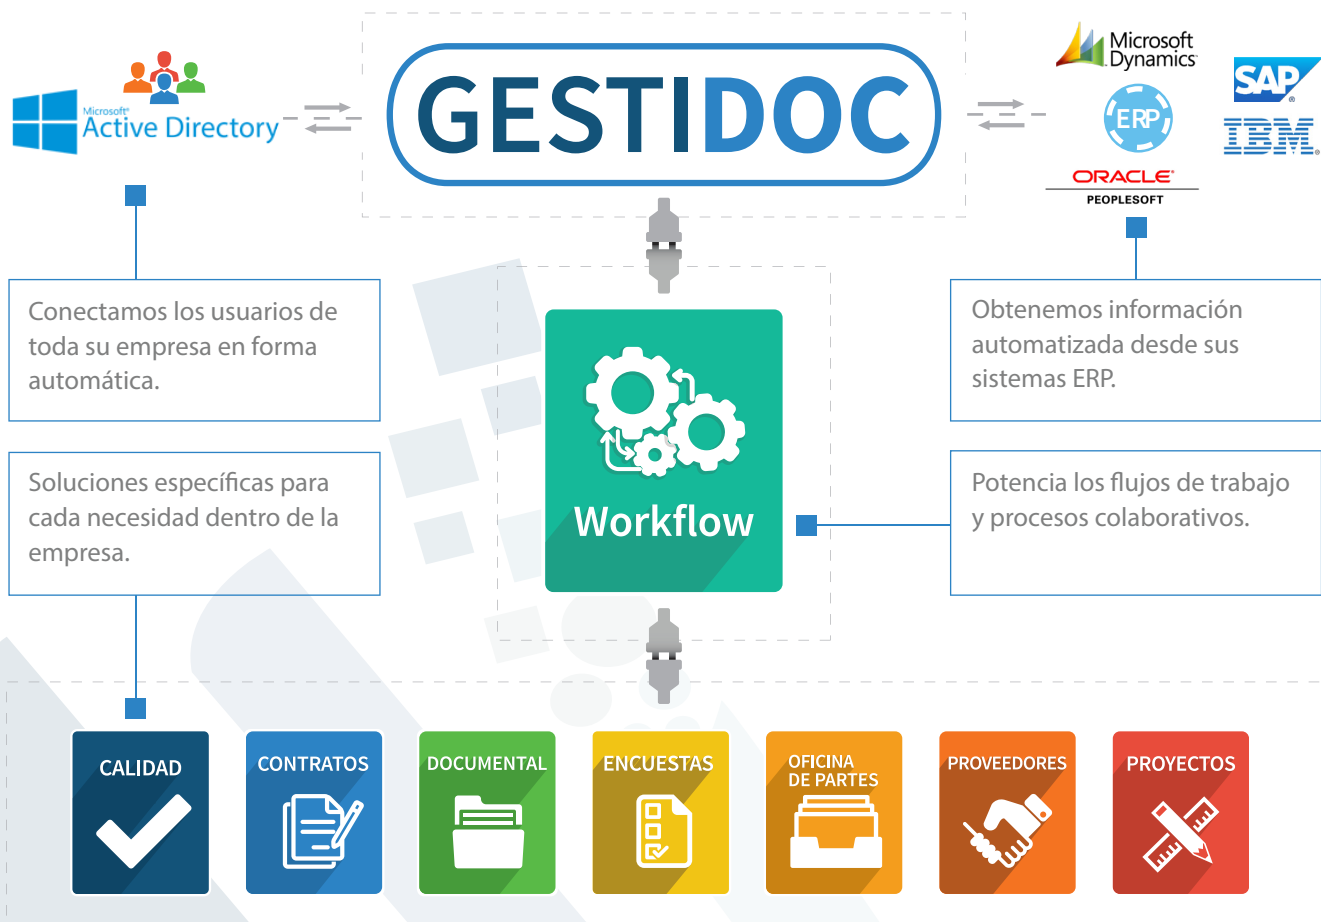 Microsoft®
Active Directory
GESTIDOC
Microsoft
Dynamics
SAP®
ERP
IBM®
ORACLE®
PEOPLESOFT
Conectamos los usuarios de
toda su empresa en forma
automática.
Obtenemos información
automatizada desde sus
sistemas ERP.
Soluciones específicas para
cada necesidad dentro de la
empresa.
Workflow
Potencia los flujos de trabajo
y procesos colaborativos.
CALIDAD
CONTRATOS
DOCUMENTAL
ENCUESTAS
OFICINA
DE PARTES
PROVEEDORES
PROYECTOS